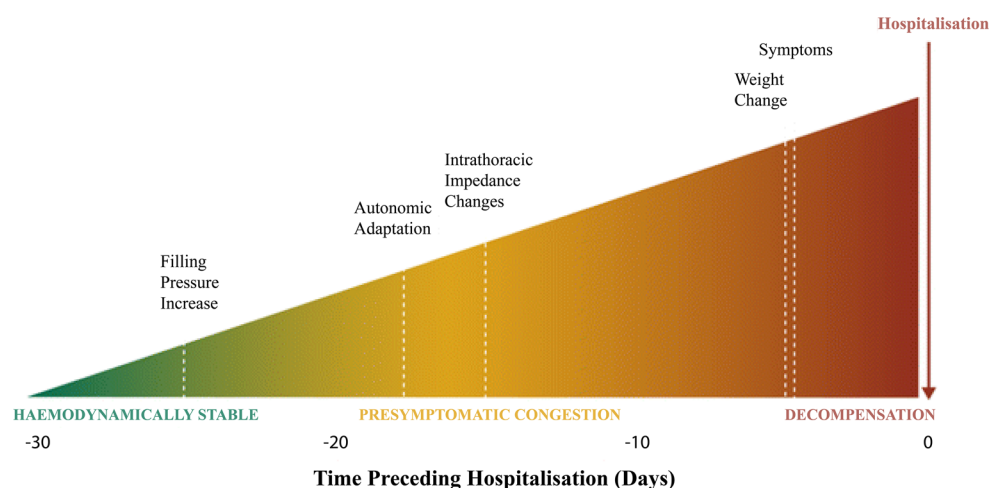 Hospitalisation
Symptoms
Weight
Change
Intrathoracic
Impedance
Changes
Autonomic
Adaptation
Filling
Pressure
Increase
HAEMODYNAMICALLY STABLE
PRESYMPTOMATIC CONGESTION
DECOMPENSATION
-30
-20
-10
0
Time Preceding Hospitalisation (Days)